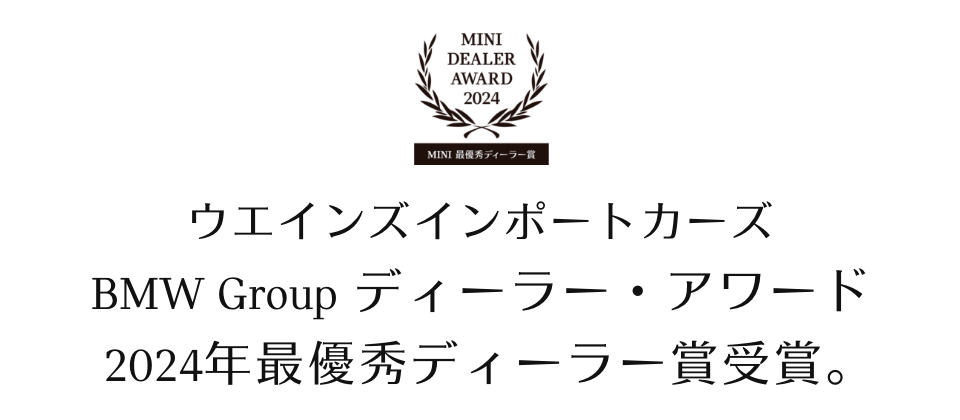 MINI
DEALER
AWARD
2024
MINI 最優秀ディーラー賞
ウエインズインポートカーズ
BMW Group ディーラー・アワード
2024年最優秀ディーラー賞受賞。